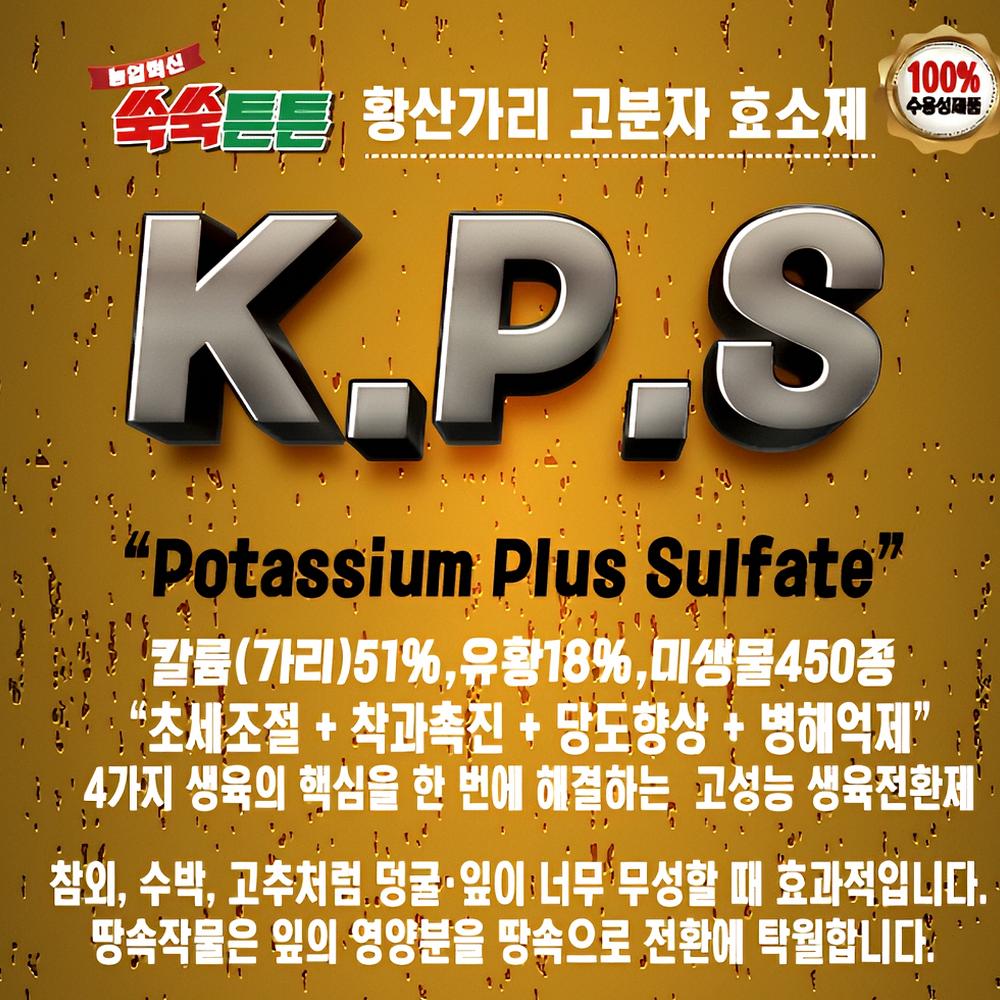 농업혁신
쑥쑥튼튼
황산가리 고분자 효소제
100%
수용성제품
K.P.S
“Potassium Plus Sulfate”
칼륨(가리)51%,유황18%,미생물450종
“초세조절 + 착과촉진 + 당도향상 + 병해억제”
4가지 생육의 핵심을 한 번에 해결하는 고성능 생육전환제
참외, 수박, 고추처럼 덩굴·잎이 너무 무성할 때 효과적입니다.
땅속작물은 잎의 영양분을 땅속으로 전환에 탁월합니다.